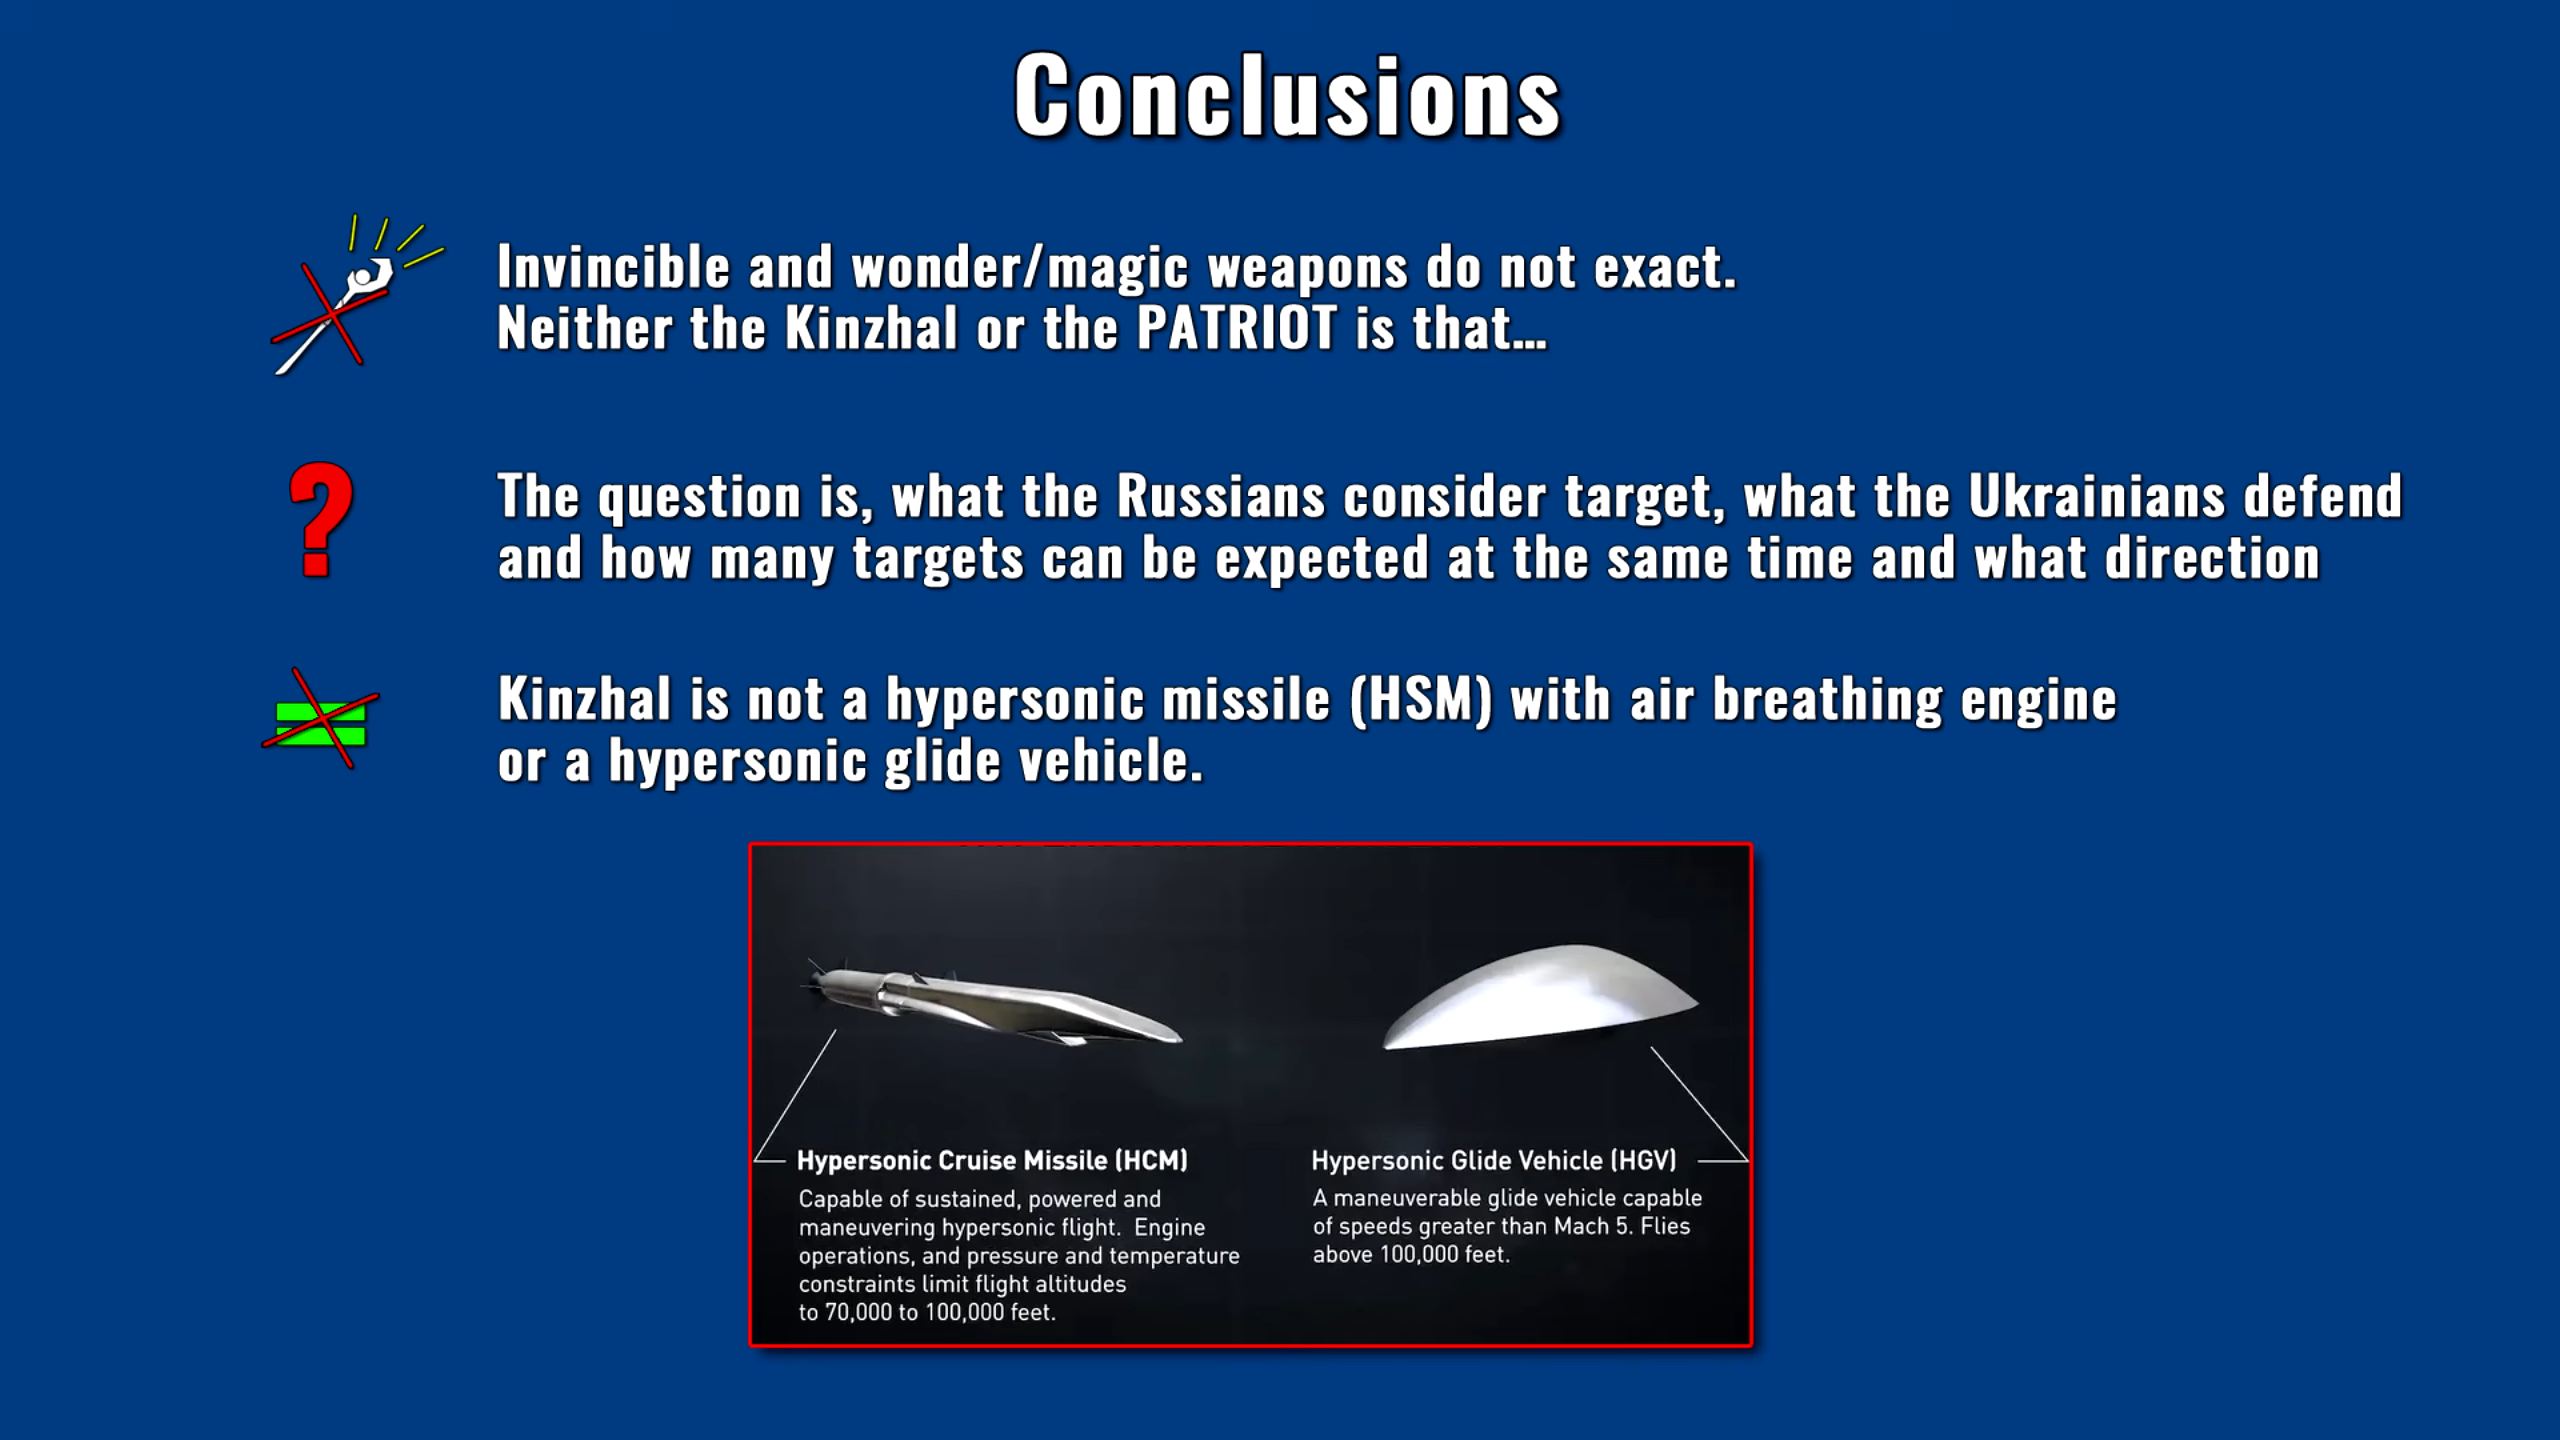 Conclusions
Invincible and wonder/magic weapons do not exact.
Neither the Kinzhal or the PATRIOT is that...
?
The question is, what the Russians consider target, what the Ukrainians defend
and how many targets can be expected at the same time and what direction
Kinzhal is not a hypersonic missile (HSM) with air breathing engine
or a hypersonic glide vehicle.
Hypersonic Cruise Missile (HCM)
Capable of sustained, powered and
maneuvering hypersonic flight. Engine
operations, and pressure and temperature
constraints limit flight altitudes
to 70,000 to 100,000 feet.
Hypersonic Glide Vehicle (HGV)
A maneuverable glide vehicle capable
of speeds greater than Mach 5. Flies
above 100,000 feet.